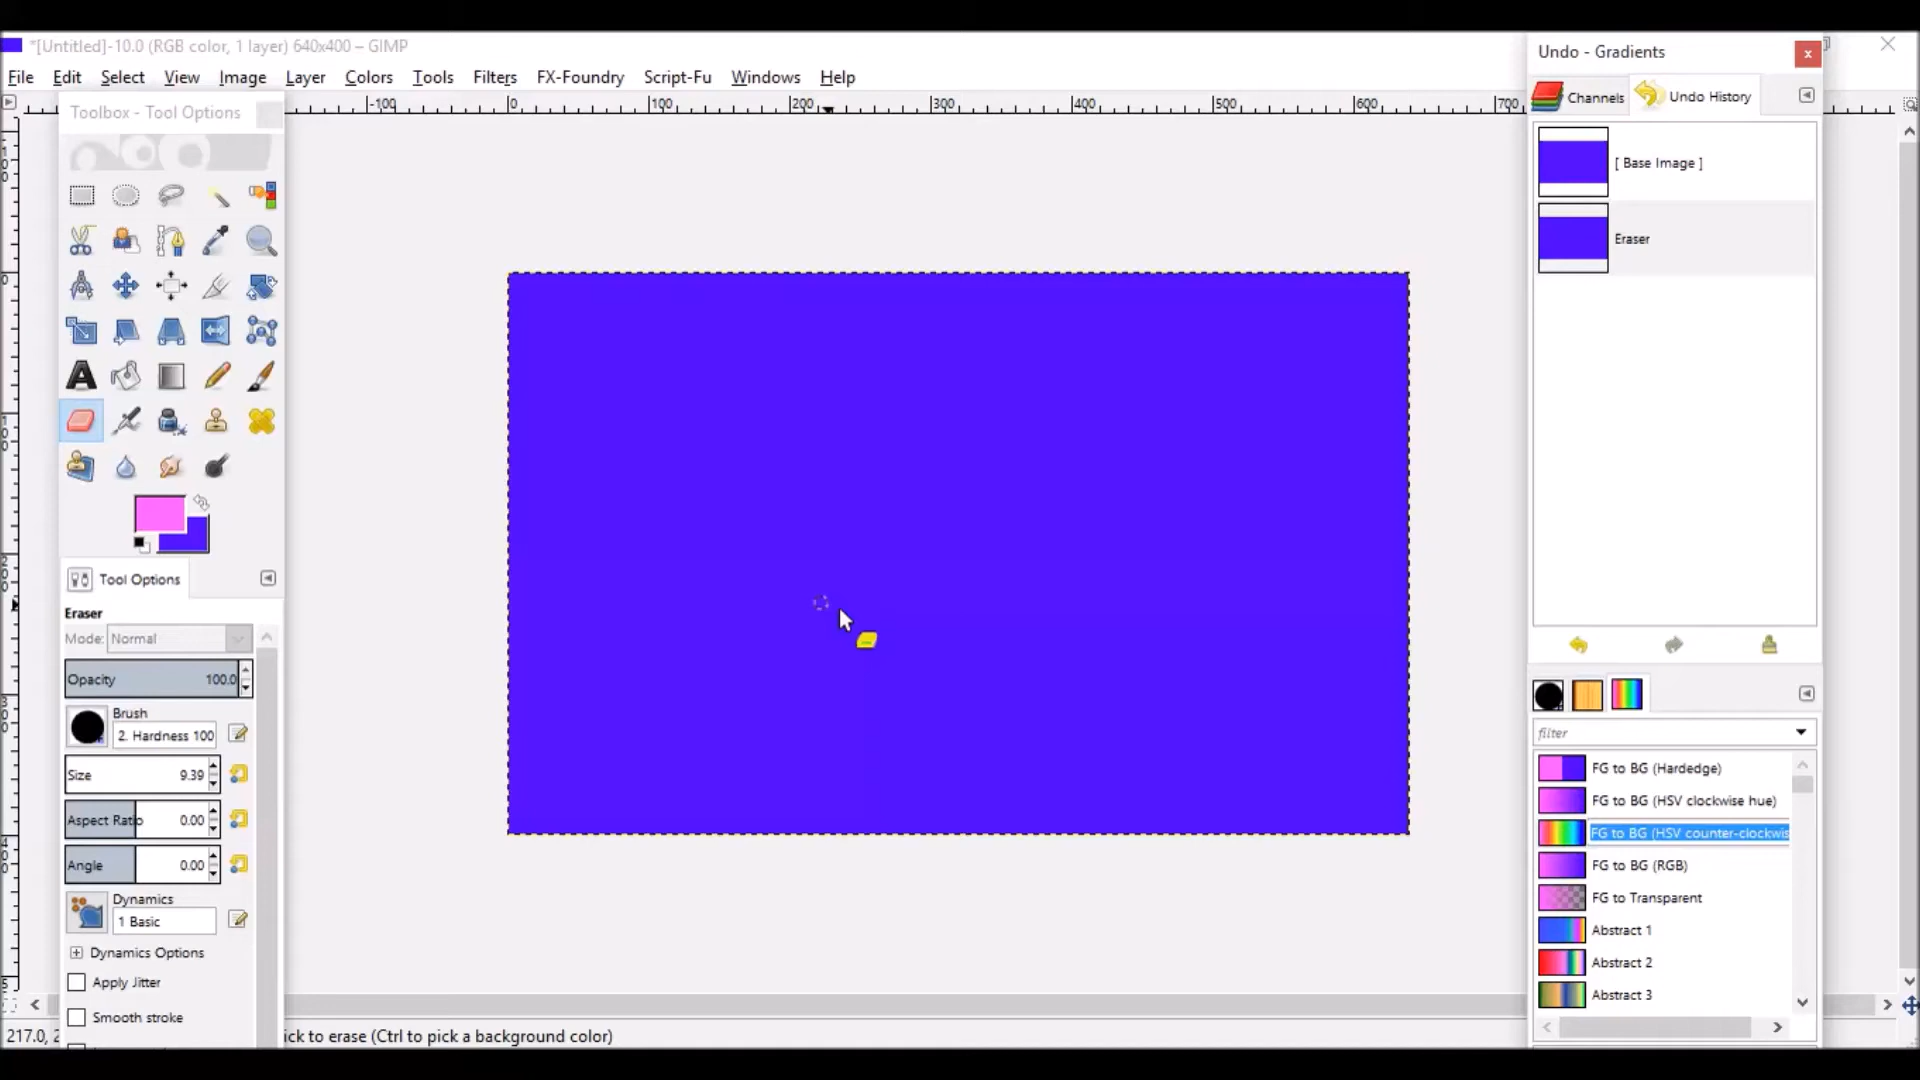 *[Untitled]-10.0 (RGB color, 1 layer) 640x400 – GIMP
File Edit Select View Image Layer Colors Tools Filters FX-Foundry Script-Fu Windows Help
-100 0 100 200 300 400 500 600 700
Toolbox - Tool Options
Tool Options
Eraser
Mode: Normal
Opacity 100.0
Brush
2. Hardness 100
Size 9.39
Aspect Ratio 0.00
Angle 0.00
Dynamics
1 Basic
Dynamics Options
Apply Jitter
Smooth stroke
217.0,
ick to erase (Ctrl to pick a background color)
Undo - Gradients
Channels Undo History
[ Base Image ]
Eraser
filter
FG to BG (Hardedge)
FG to BG (HSV clockwise hue)
FG to BG (HSV counter-clockwis
FG to BG (RGB)
FG to Transparent
Abstract 1
Abstract 2
Abstract 3